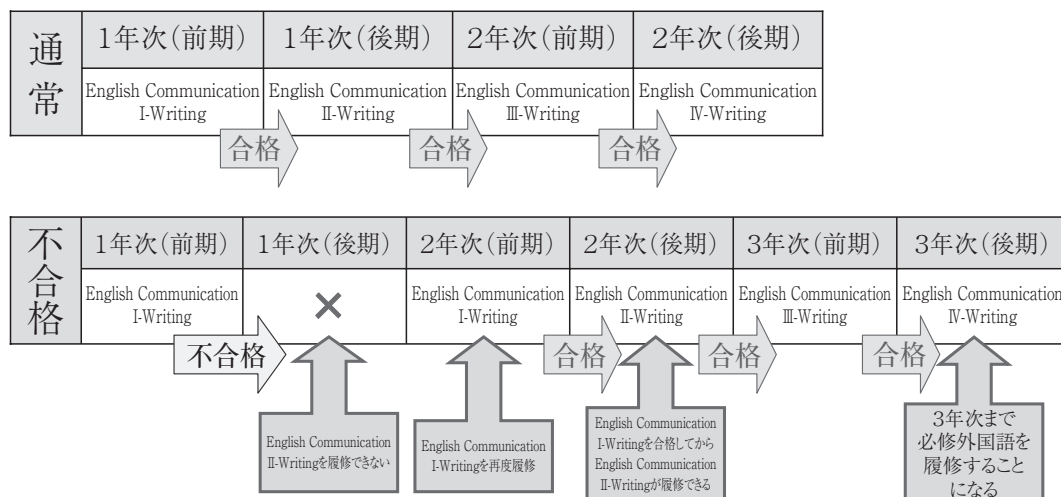 通常
1年次(前期) 1年次(後期) 2年次(前期) 2年次(後期)
English Communication English Communication English Communication English Communication
I-Writing Ⅱ-Writing Ⅲ-Writing Ⅳ-Writing
合格 合格 合格
不合格
1年次(前期) 1年次(後期) 2年次(前期) 2年次(後期) 3年次(前期) 3年次(後期)
English Communication × English Communication English Communication English Communication English Communication
I-Writing I-Writing Ⅱ-Writing Ⅲ-Writing Ⅳ-Writing
不合格 合格 合格 合格
English Communication
Ⅱ-Writingを履修できない
English Communication
I-Writingを再度履修
English Communication
I-Writingを合格してから
English Communication
Ⅱ-Writingが履修できる
3年次まで
必修外国語を
履修すること
になる